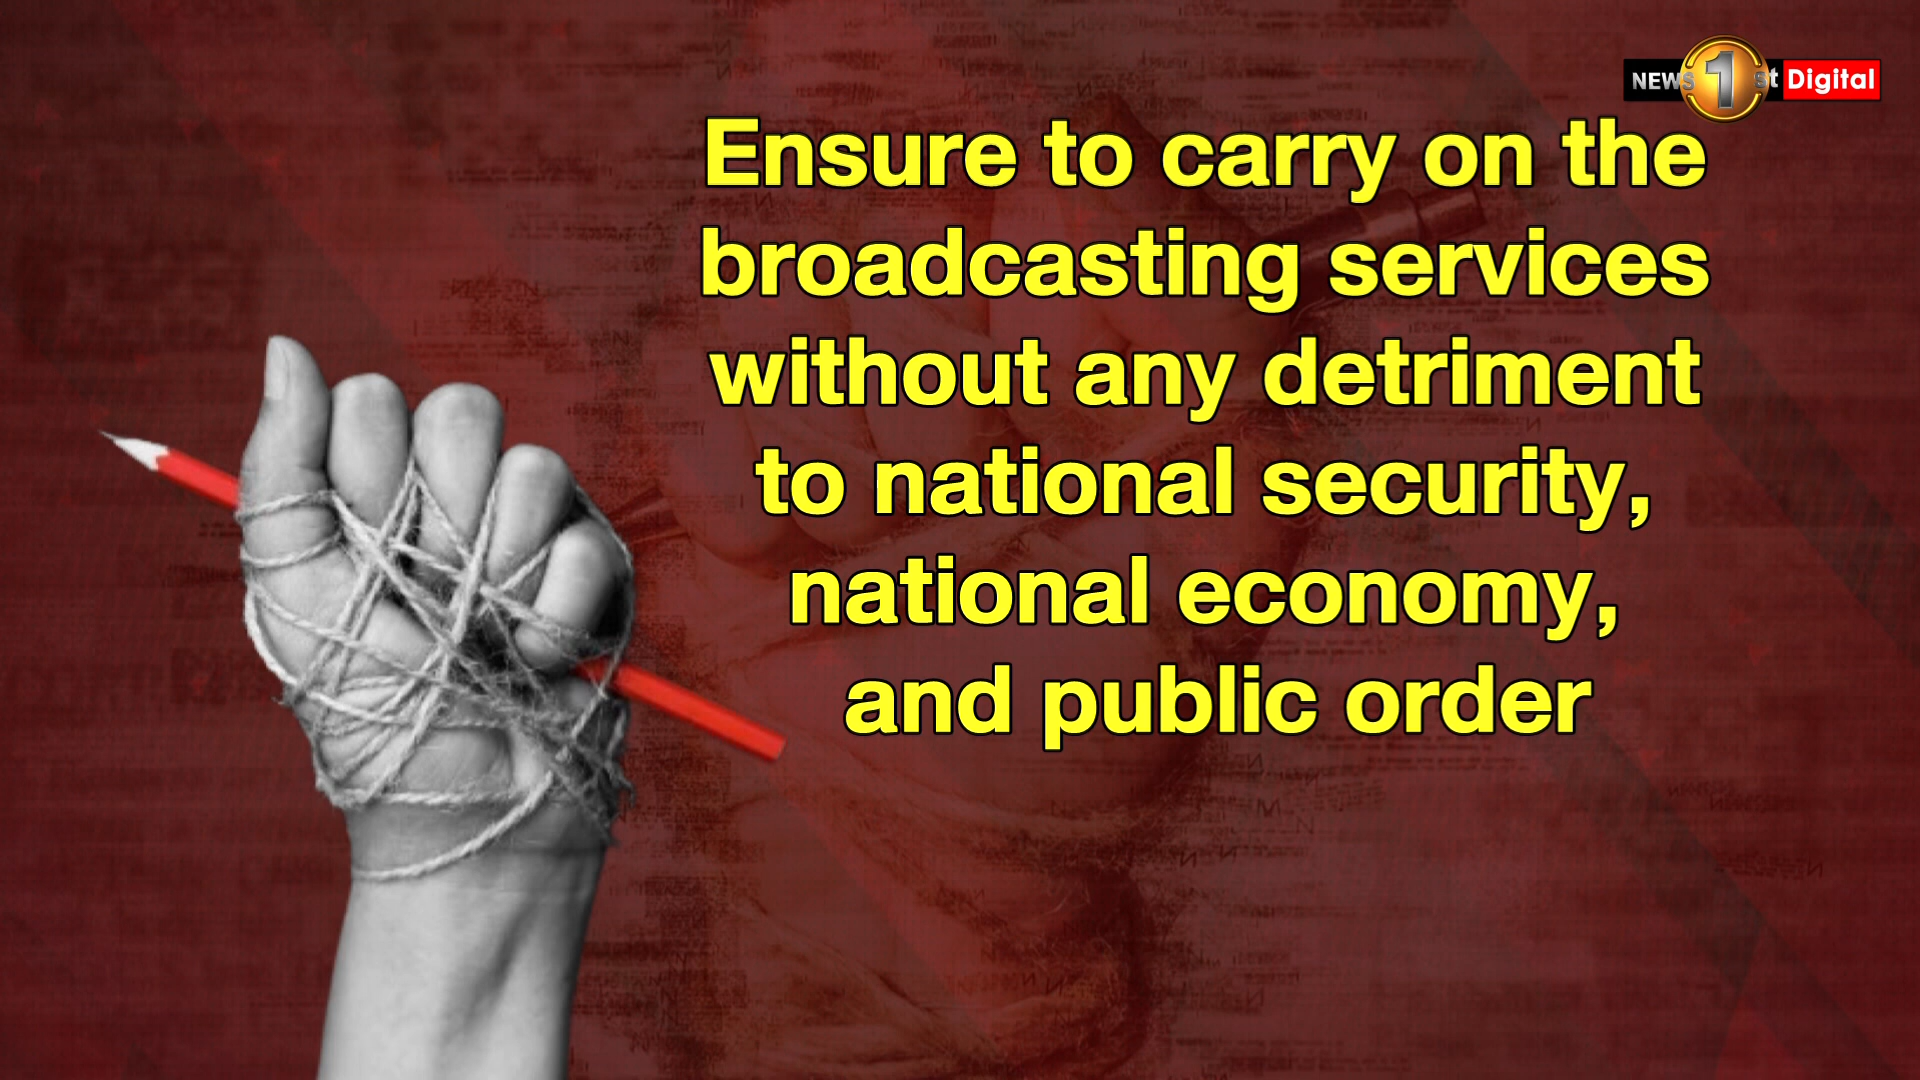 NEWS 1st Digital
Ensure to carry on the
broadcasting services
without any detriment
to national security,
national economy,
and public order